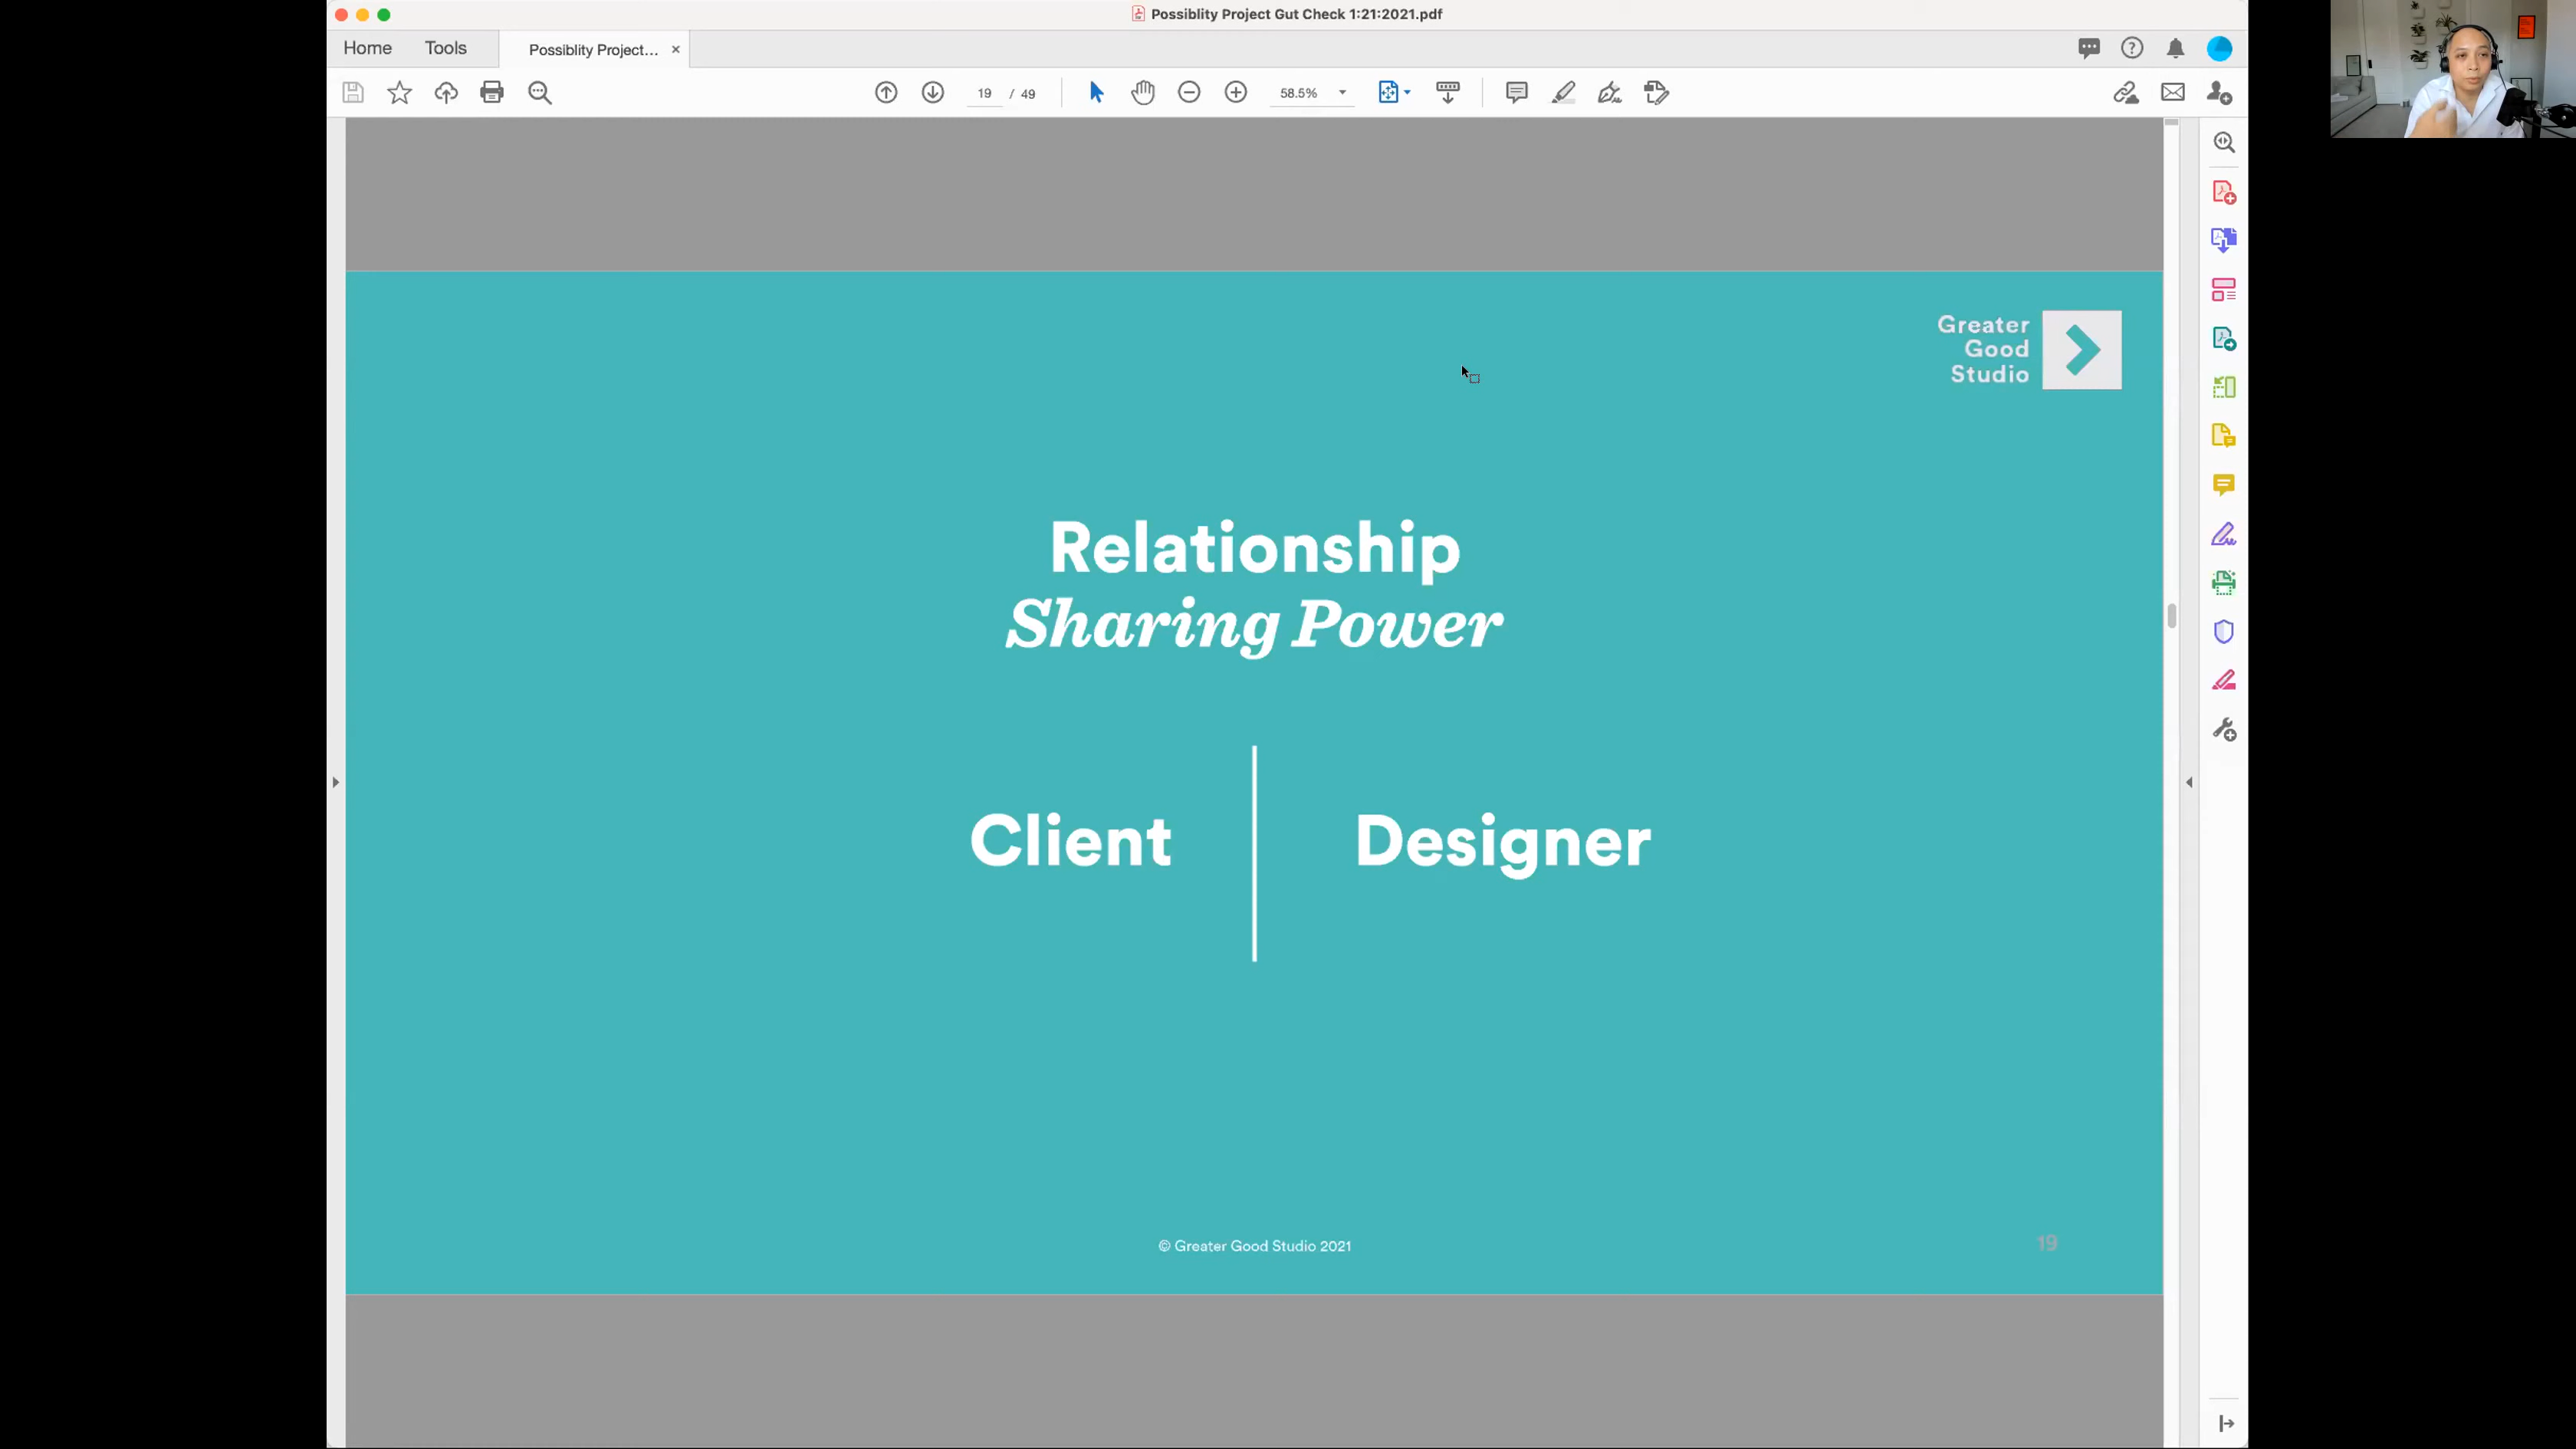 Possiblity Project Gut Check 1:21:2021.pdf
Home
Tools
Possiblity Project...
19 / 49
58.5%
Greater
Good
Studio
Relationship
Sharing Power
Client
Designer
© Greater Good Studio 2021
19